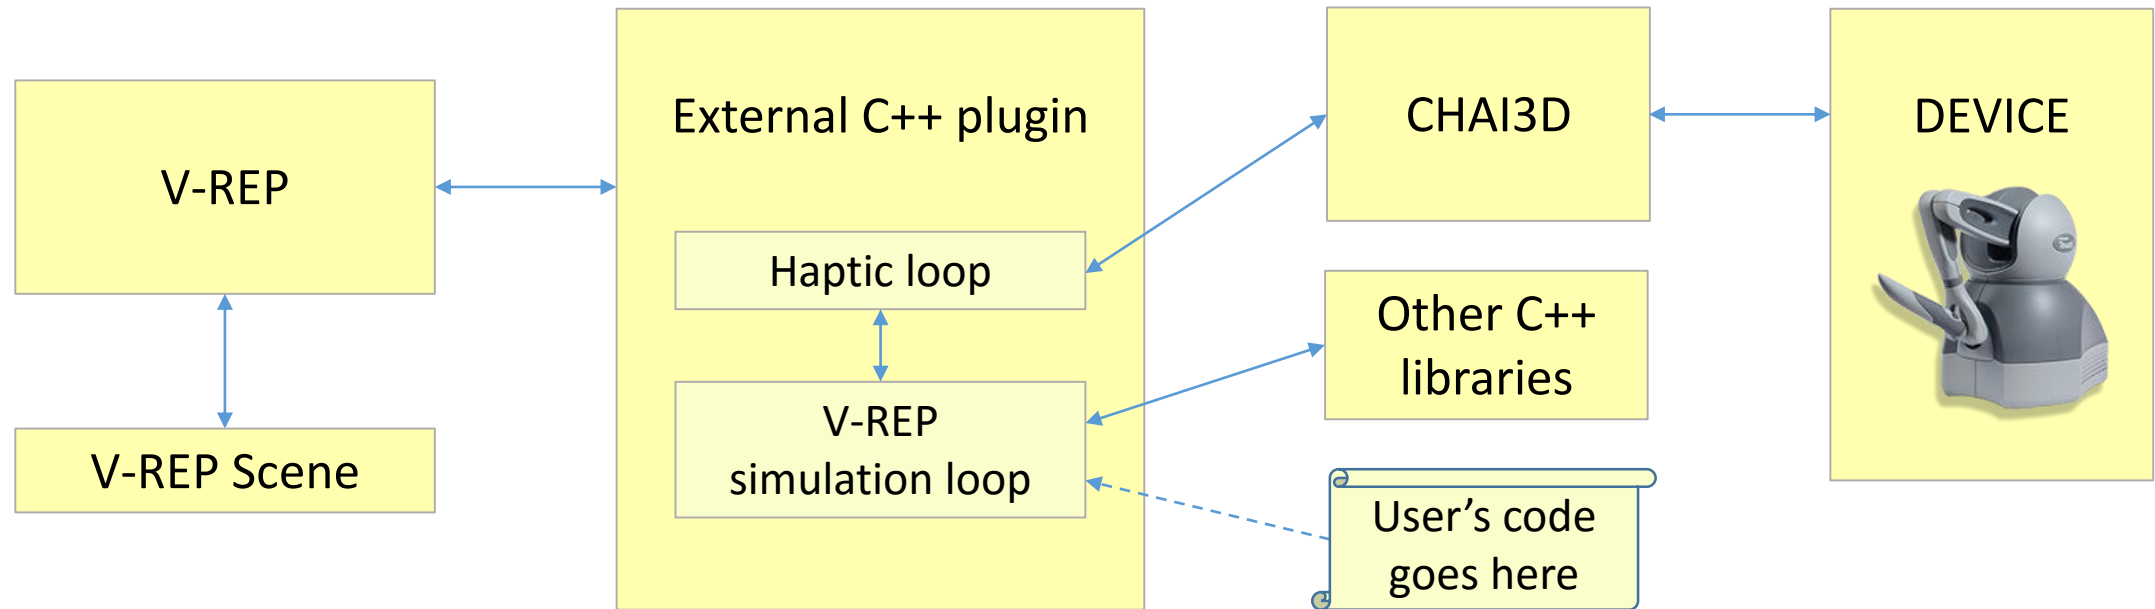 V-REP
V-REP Scene
External C++ plugin
Haptic loop
V-REP
simulation loop
CHAI3D
Other C++
libraries
User’s code
goes here
DEVICE